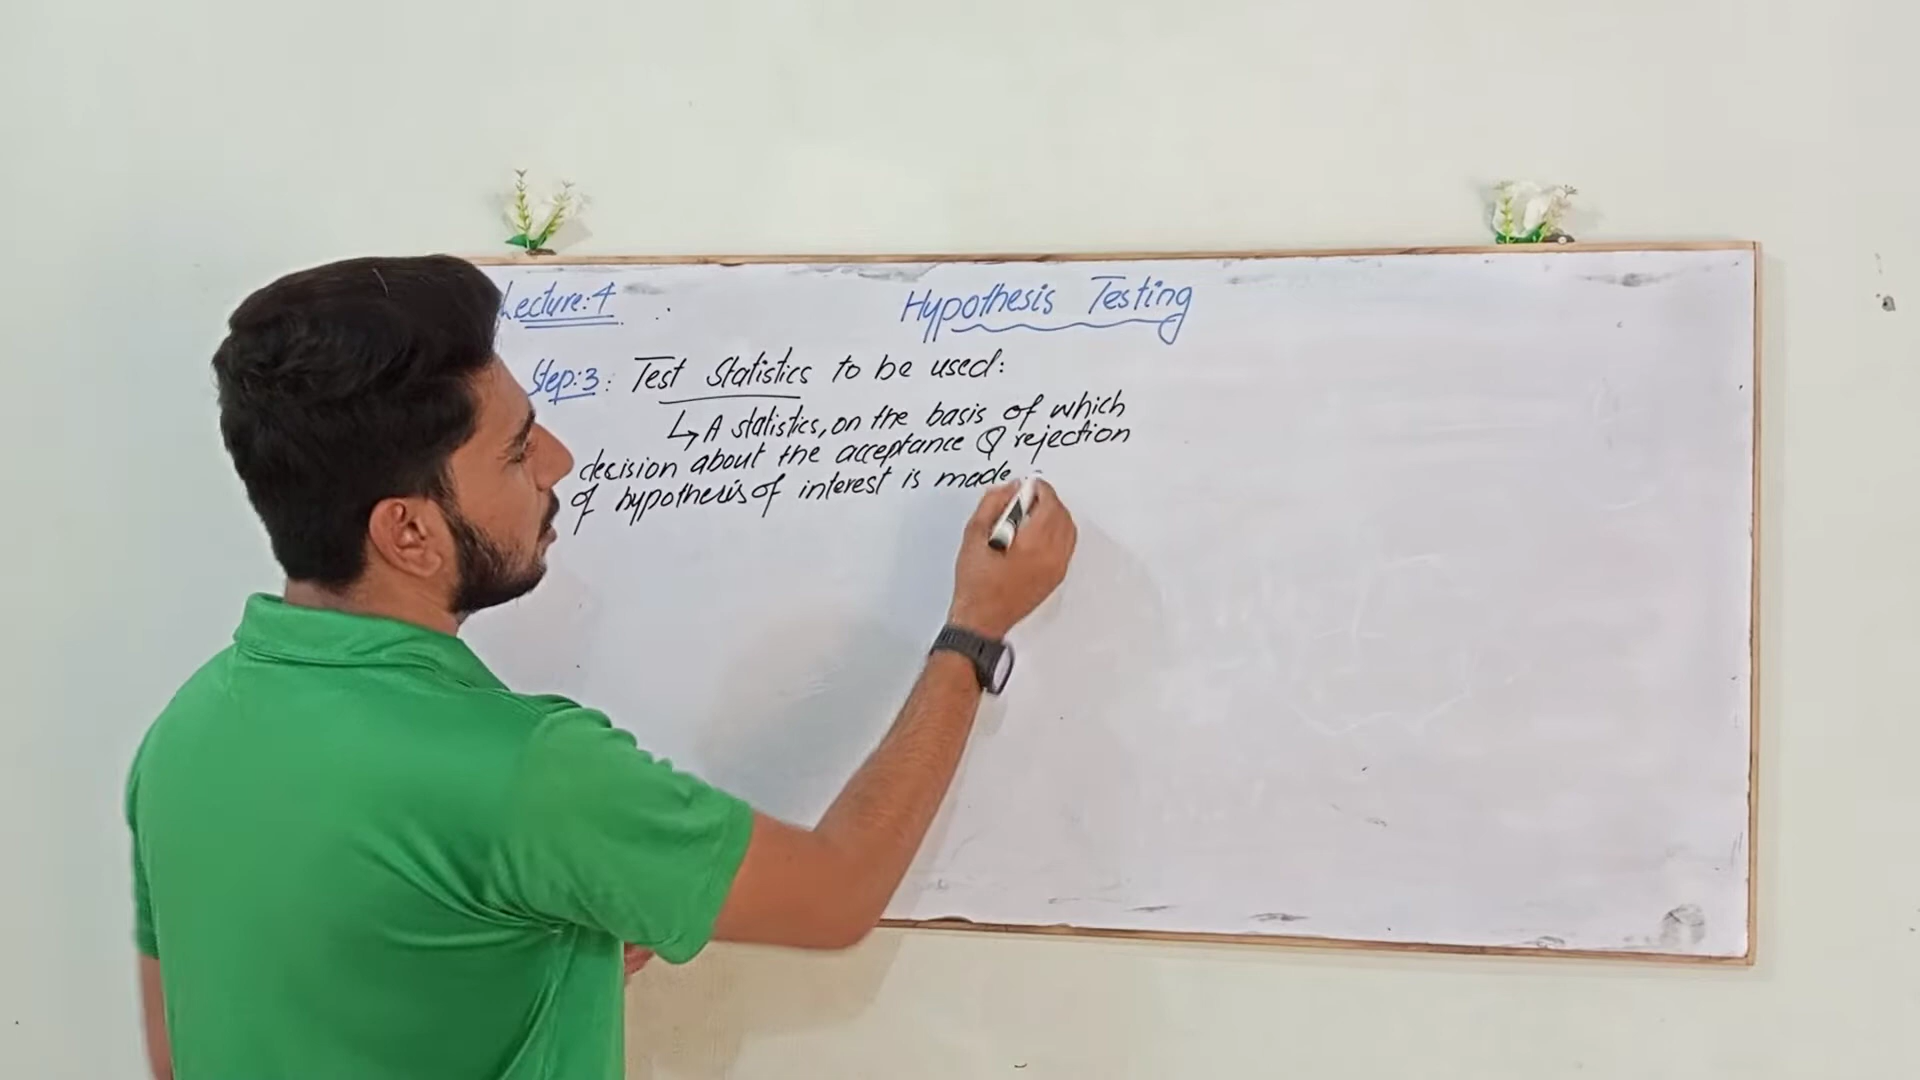 Lecture:4
Hypothesis Testing
Step:3: Test Statistics to be used:
↳ A statistics, on the basis of which
decision about the acceptance & rejection
of hypothesis of interest is made